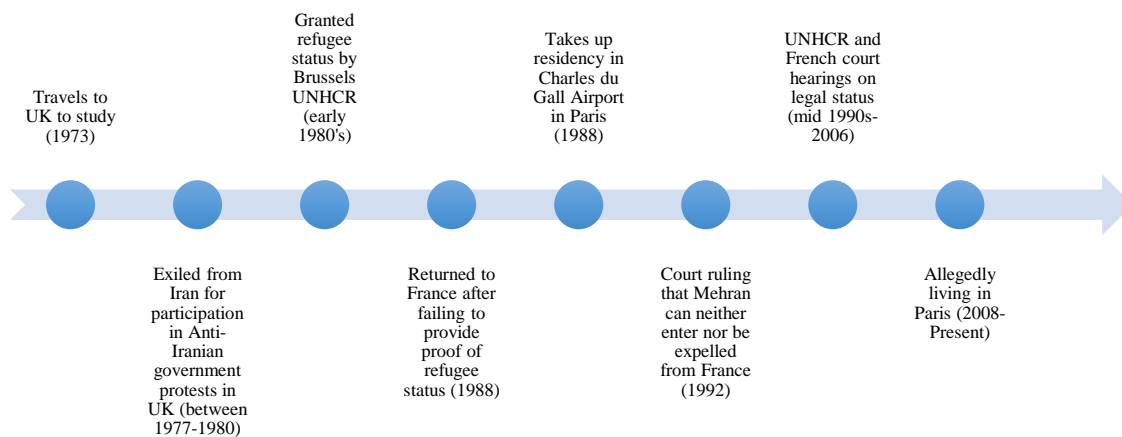 Travels to
UK to study
(1973)
Exiled from
Iran for
participation
in Anti-
Iranian
government
protests in
UK (between
1977-1980)
Granted
refugee
status by
Brussels
UNHCR
(early
1980's)
Returned to
France after
failing to
provide
proof of
refugee
status (1988)
Takes up
residency in
Charles du
Gall Airport
in Paris
(1988)
Court ruling
that Mehran
can neither
enter nor be
expelled
from France
(1992)
UNHCR and
French court
hearings on
legal status
(mid 1990s-
2006)
Allegedly
living in
Paris (2008-
Present)